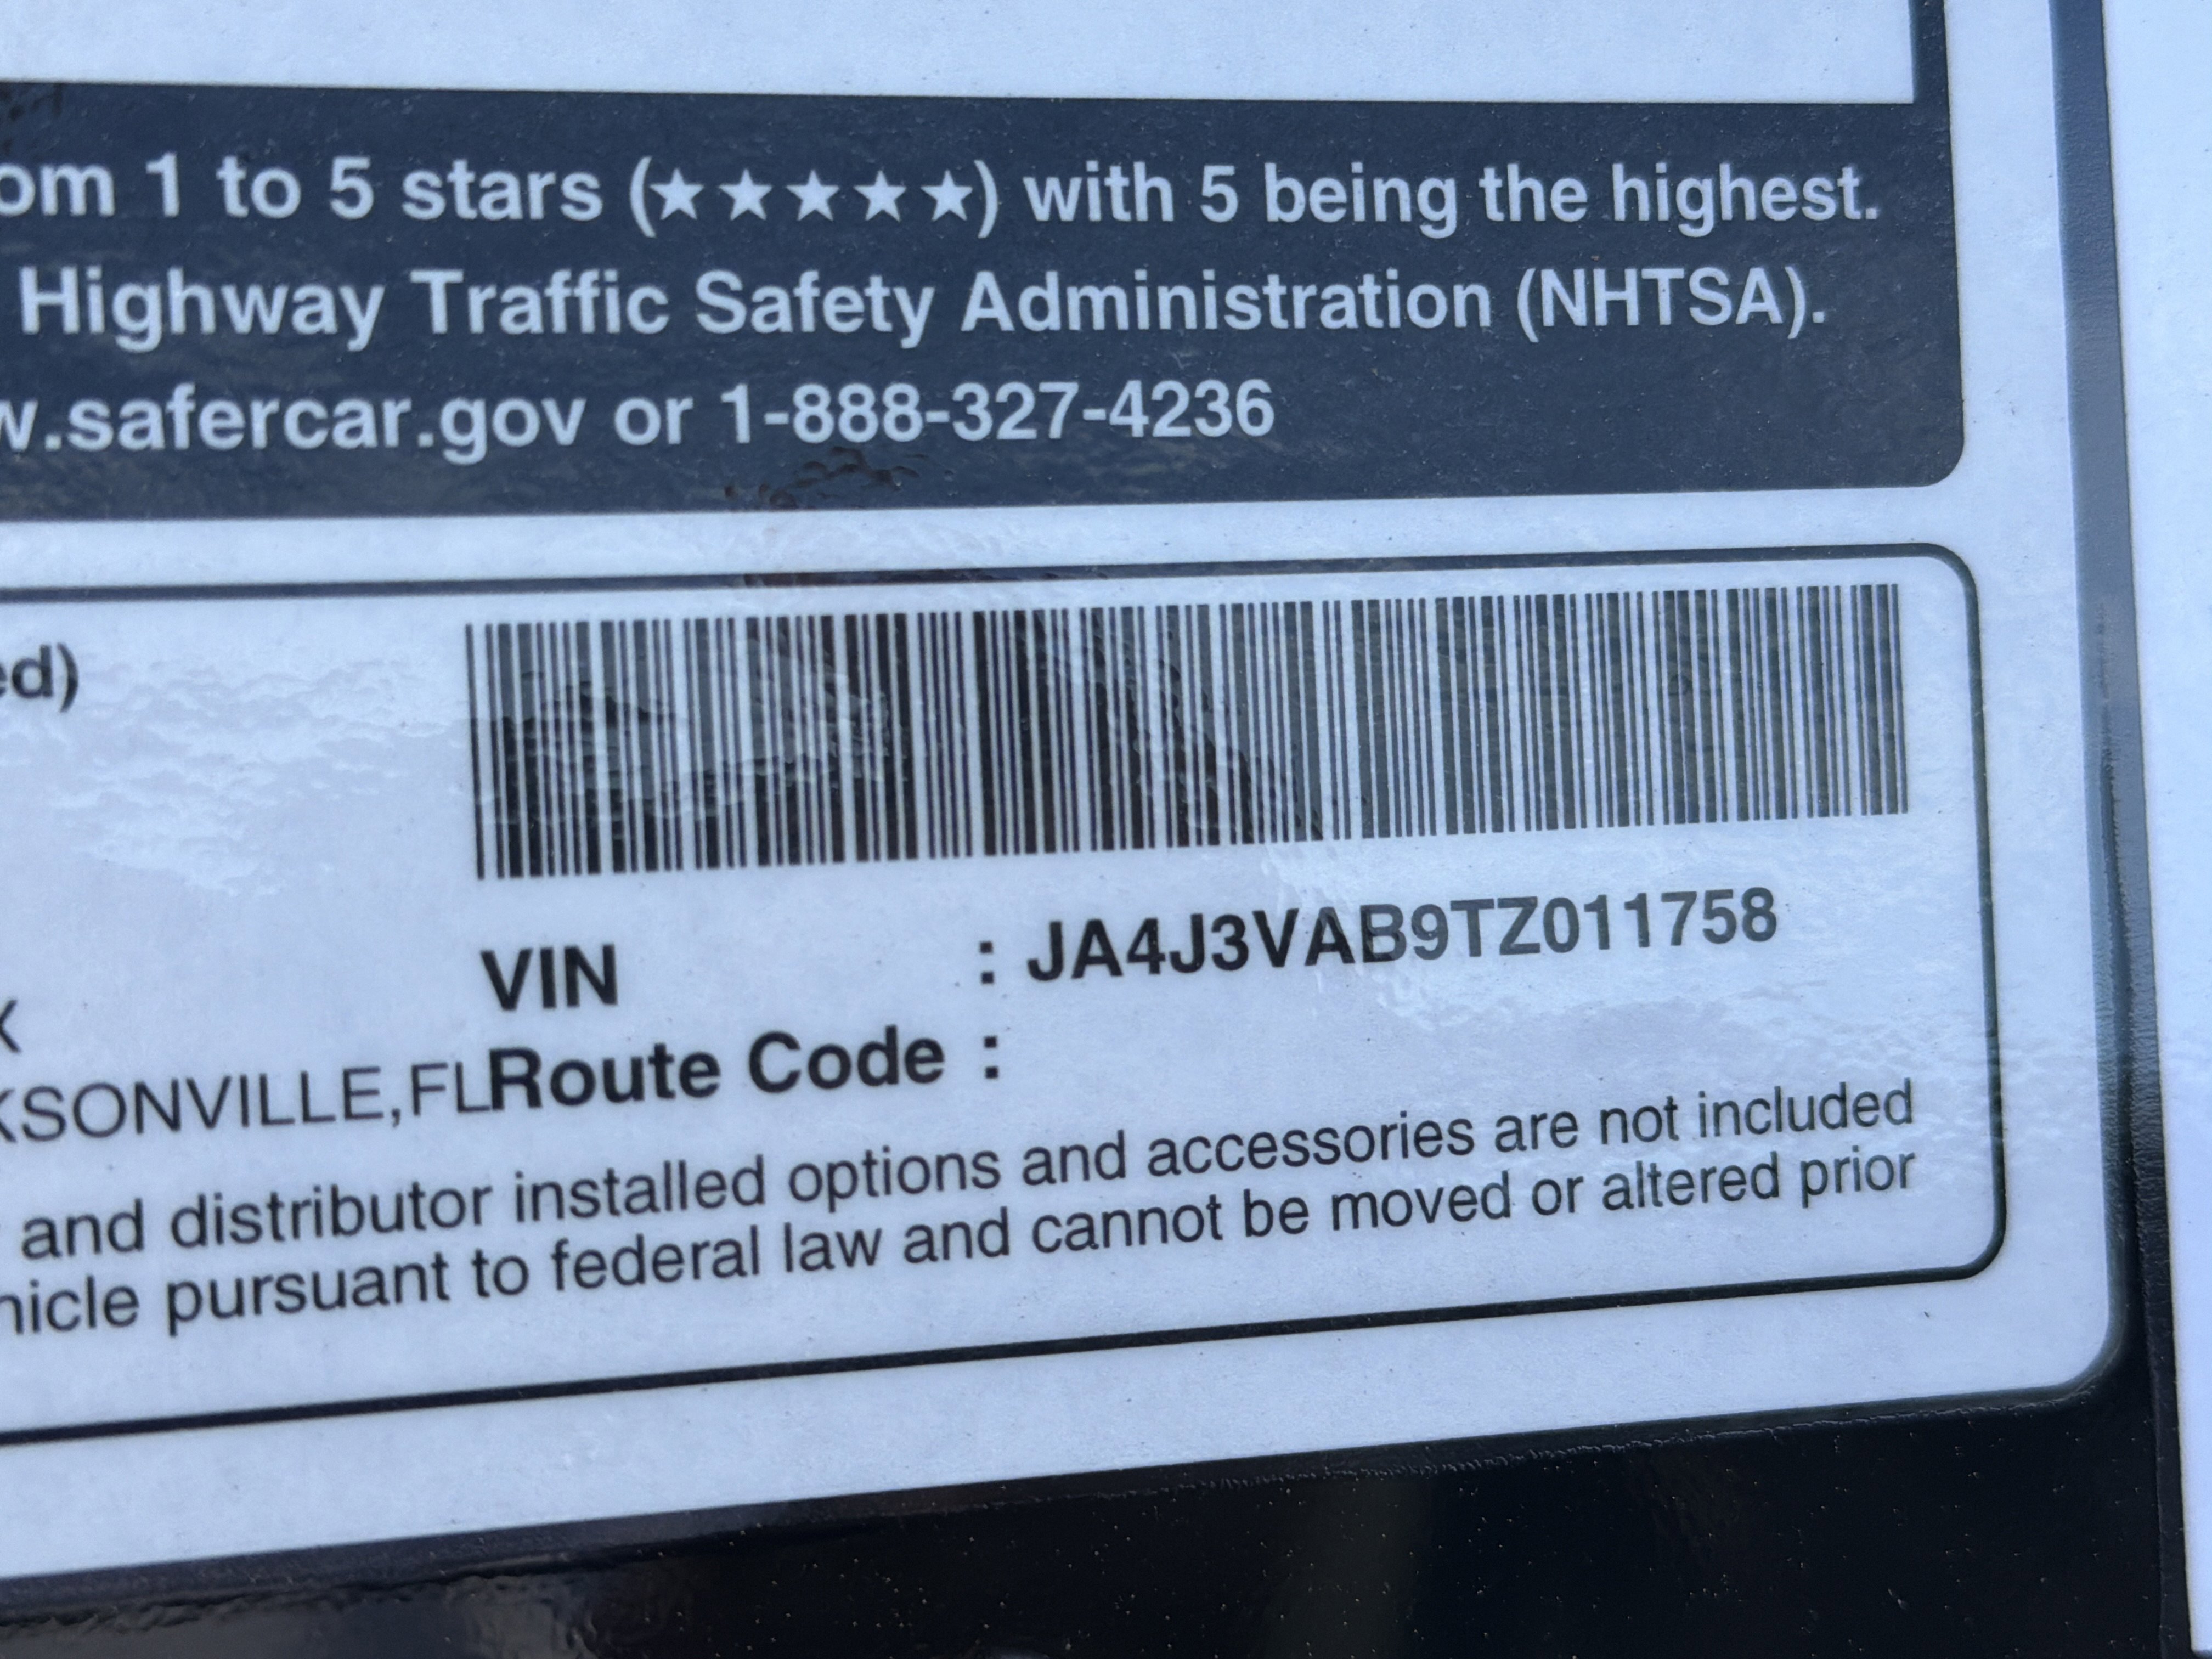 om 1 to 5 stars (★★★★★) with 5 being the highest.
Highway Traffic Safety Administration (NHTSA).
w.safercar.gov or 1-888-327-4236
ed)
VIN : JA4J3VAB9TZ011758
X
KSONVILLE,FL Route Code :
and distributor installed options and accessories are not included
hicle pursuant to federal law and cannot be moved or altered prior